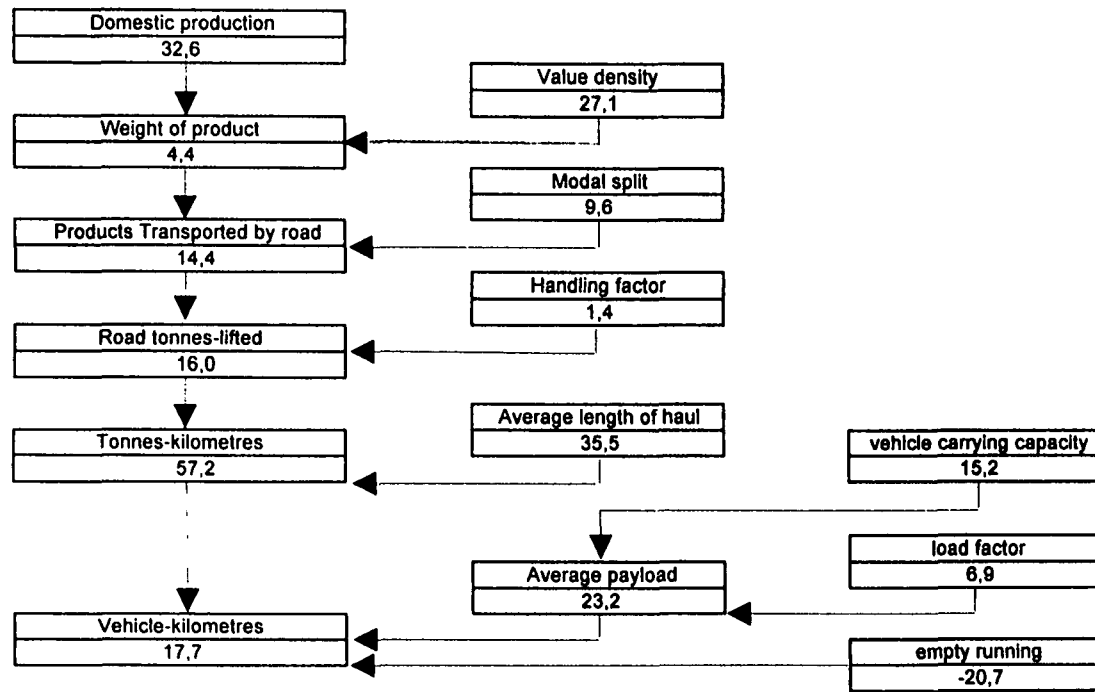 Domestic production
32,6
Value density
27,1
Weight of product
4,4
Modal split
9,6
Products Transported by road
14,4
Handling factor
1,4
Road tonnes-lifted
16,0
Average length of haul
35,5
Tonnes-kilometres
57,2
vehicle carrying capacity
15,2
load factor
6,9
Average payload
23,2
Vehicle-kilometres
17,7
empty running
-20,7